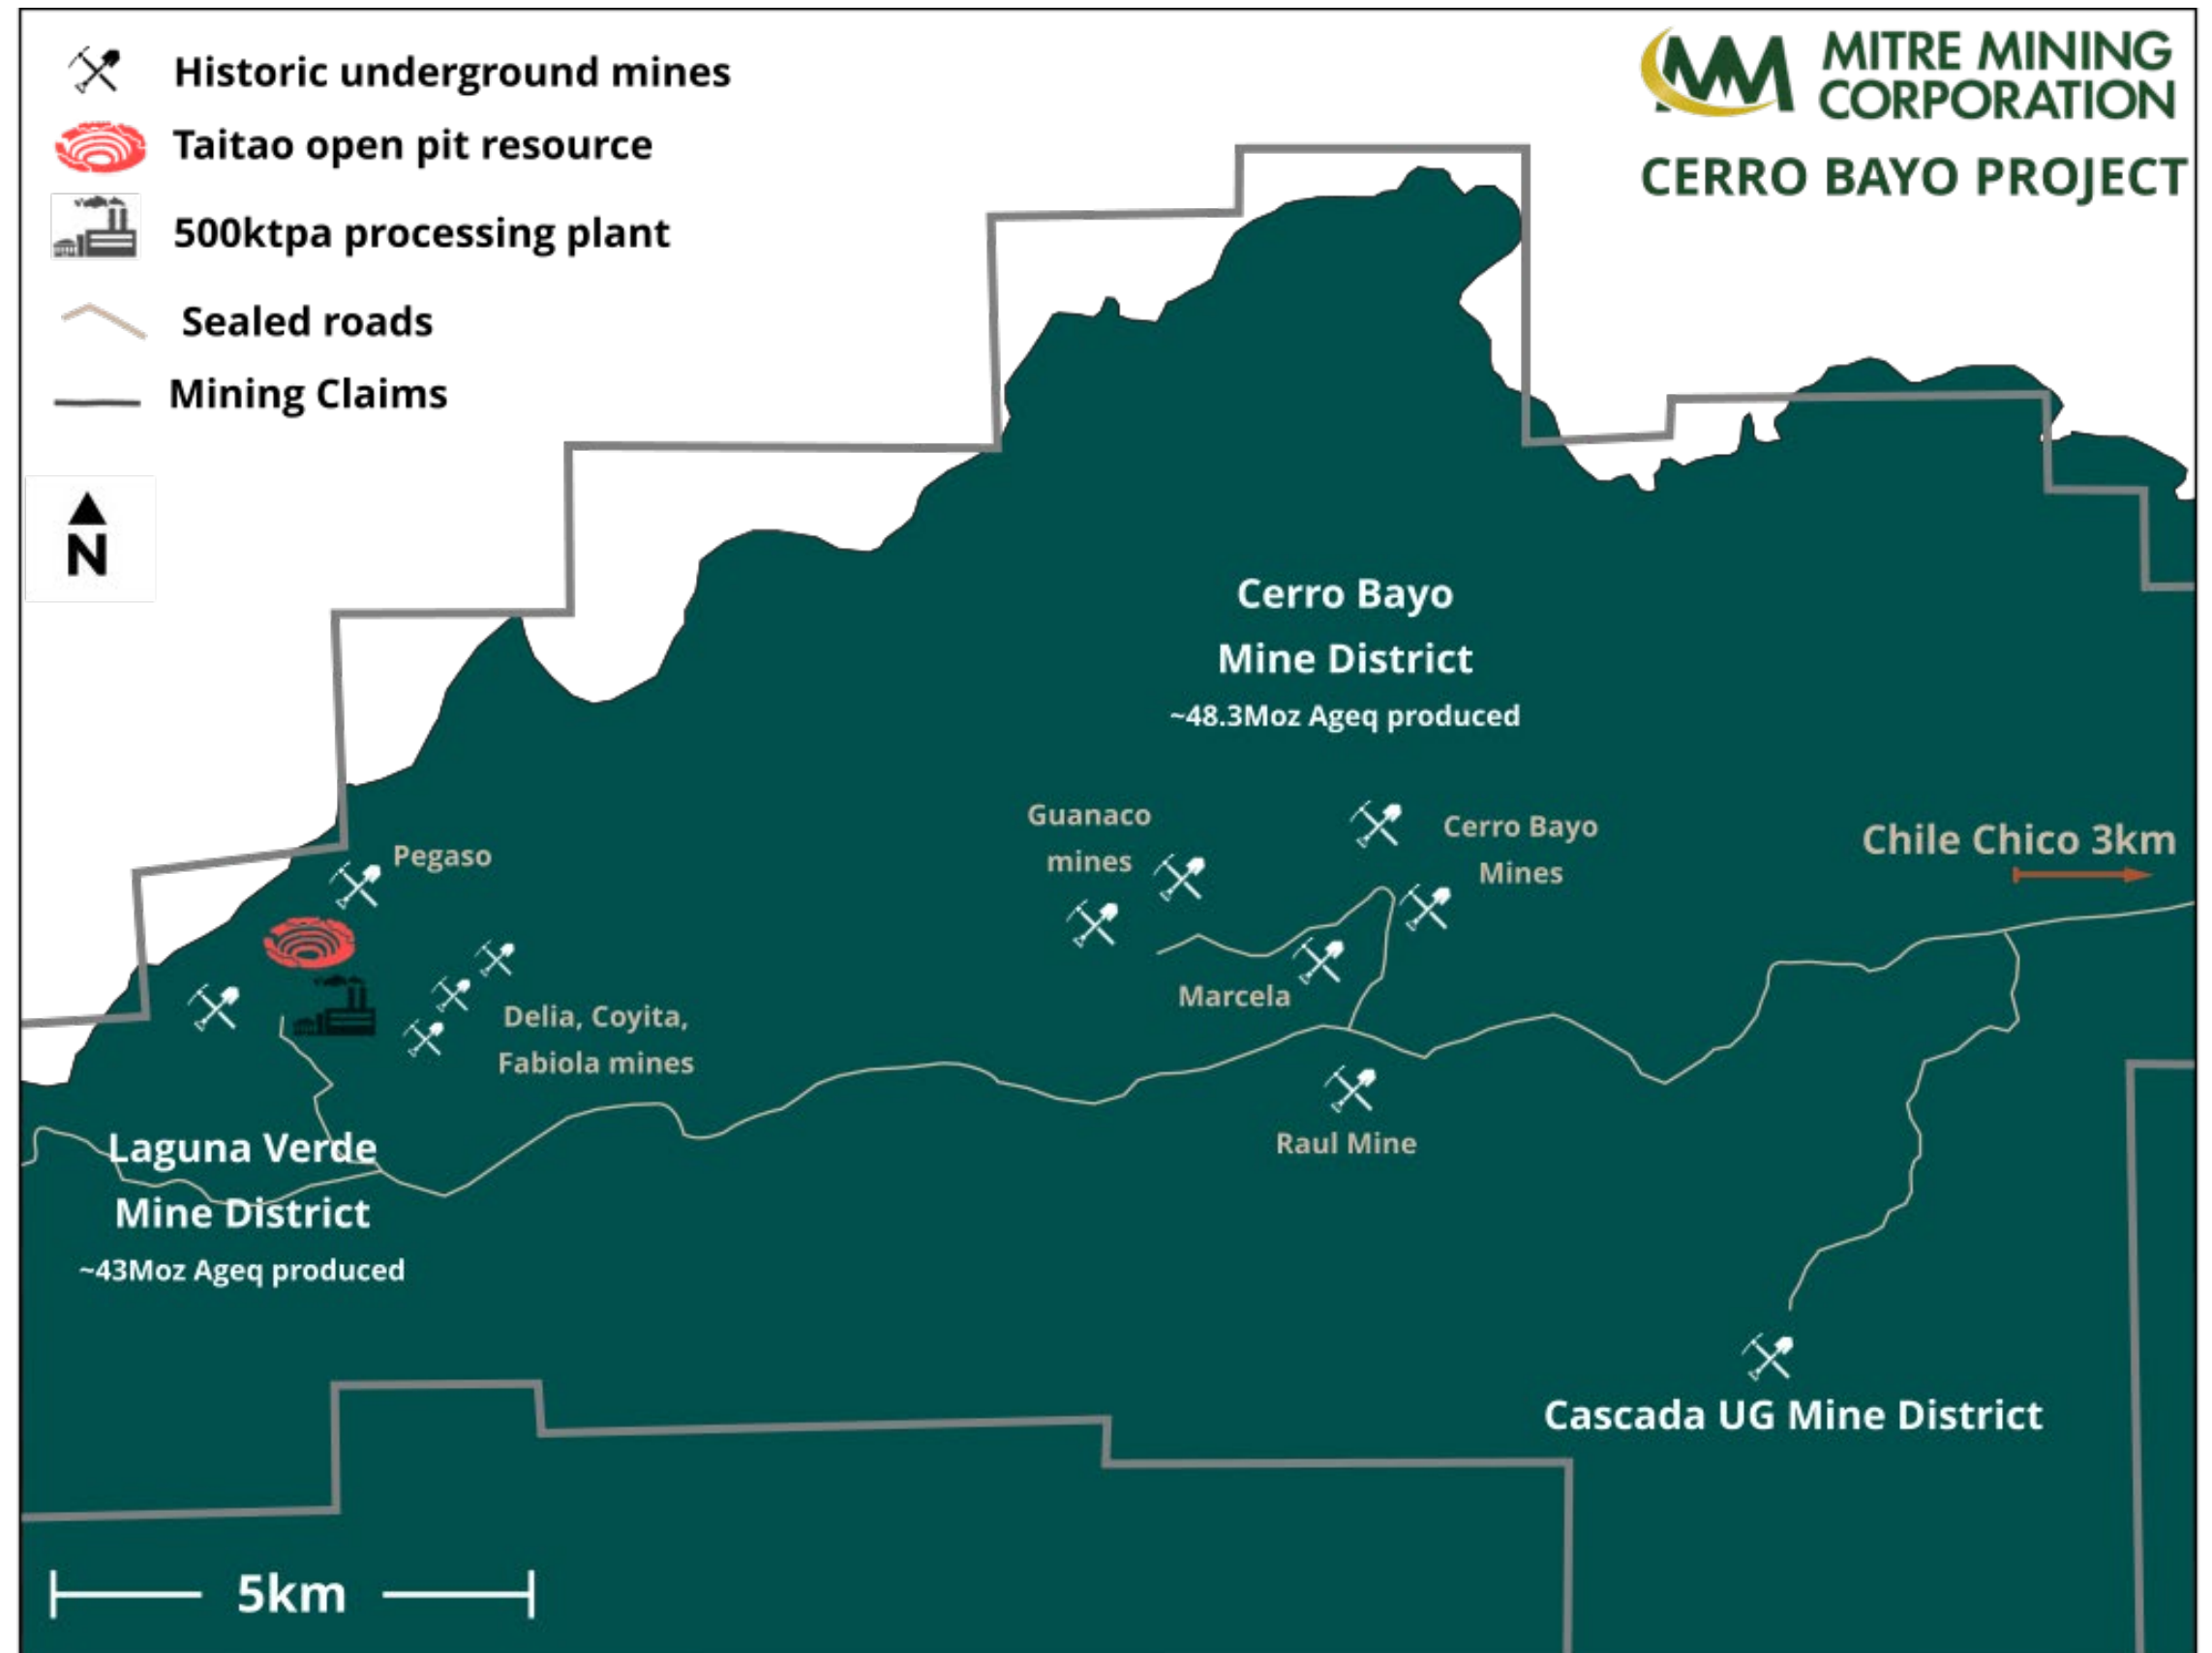 Historic underground mines
Taitao open pit resource
500ktpa processing plant
Sealed roads
Mining Claims
N
MITRE MINING
CORPORATION
CERRO BAYO PROJECT
Cerro Bayo
Mine District
~48.3Moz Ageq produced
Guanaco
mines
Cerro Bayo
Mines
Chile Chico 3km
Pegaso
Marcela
Delia, Coyita,
Fabiola mines
Raul Mine
Laguna Verde
Mine District
~43Moz Ageq produced
Cascada UG Mine District
5km